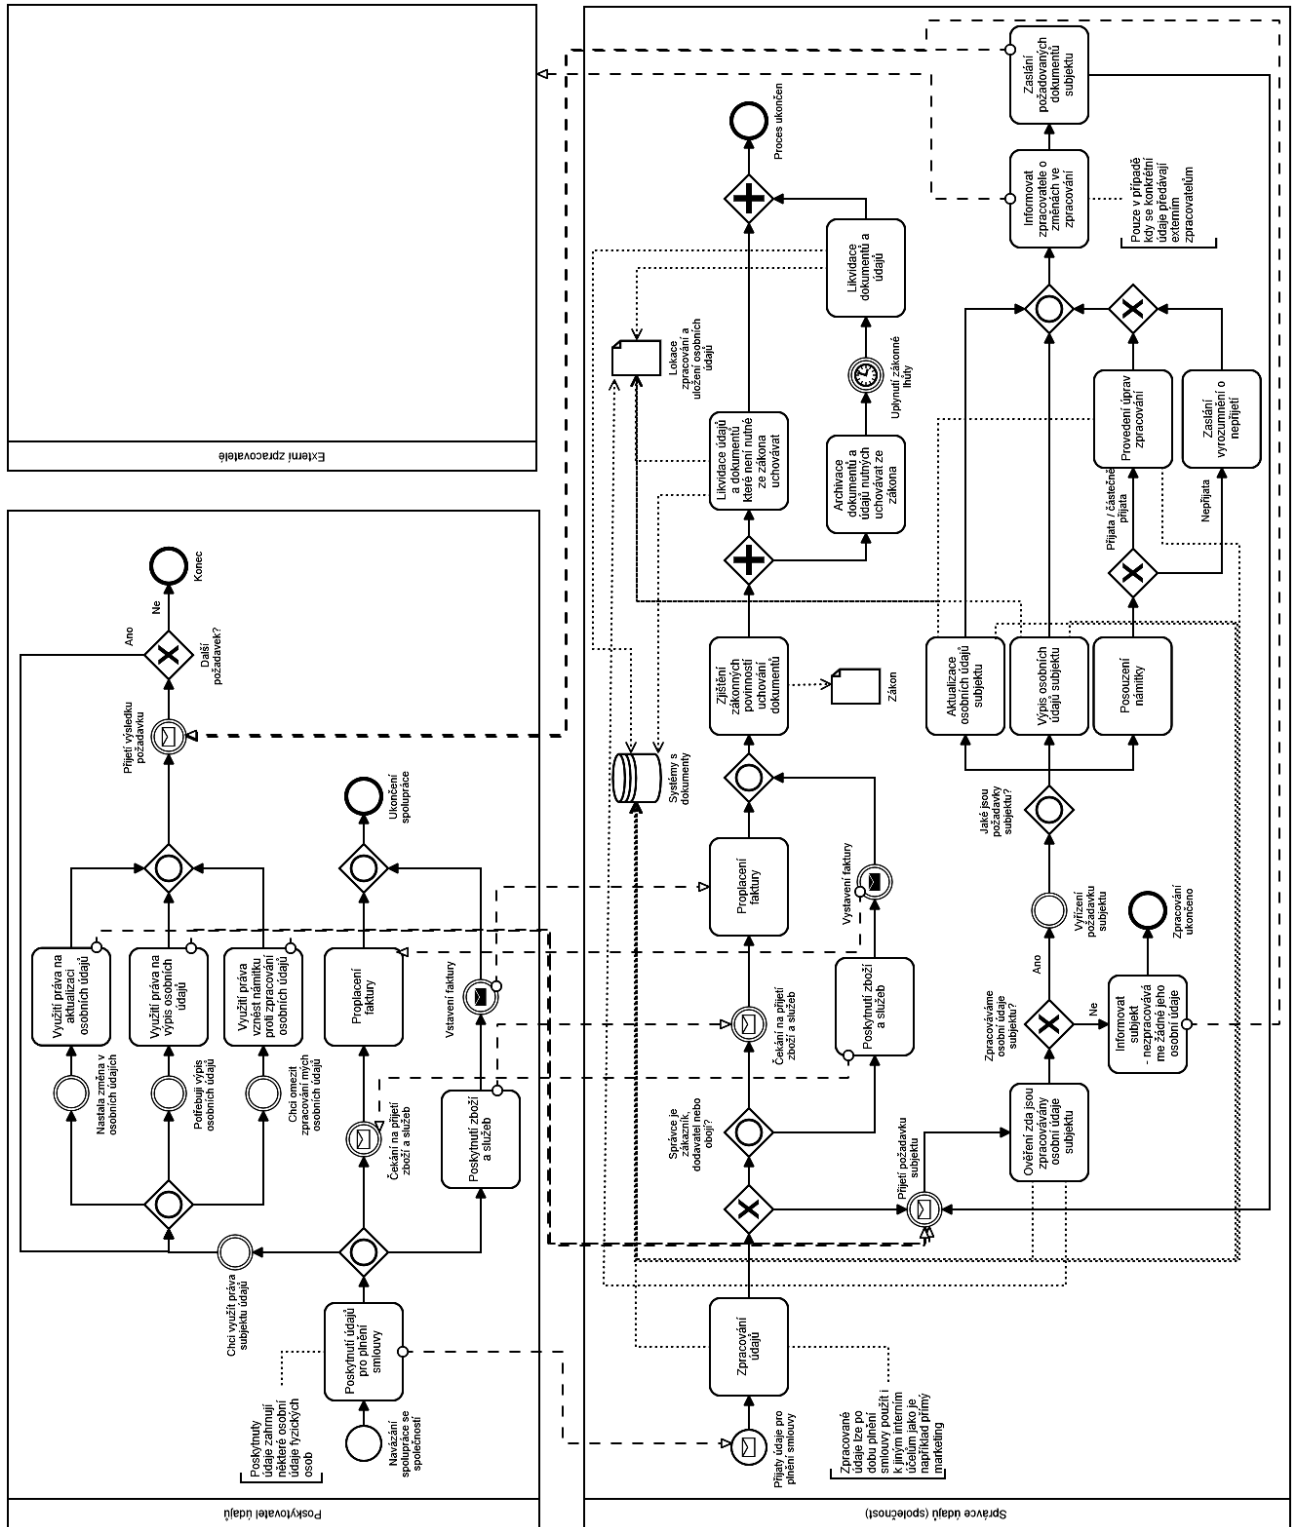 Externí zpracovatelé
Poskytovatel údajů
Poskytnuty
údaje zahrnují
některé osobní
údaje fyzických
osob
Navázání
spolupráce se
společností
Poskytnutí údajů
pro plnění
smlouvy
Chci využít práva
subjektu údajů
Nastala změna v
osobních údajích
Potřebuji výpis
osobních údajů
Chci omezit
zpracování mých
osobních údajů
Využití práva na
aktualizaci
osobních údajů
Využití práva na
výpis osobních
údajů
Využití práva
vznést námitku
proti zpracování
osobních údajů
Přijetí výsledku
požadavku
Další
požadavek?
Ano
Ne
Konec
Čekání na přijetí
zboží a služeb
Proplacení
faktury
Poskytnutí zboží
a služeb
Vstavení faktury
Ukončení
spolupráce
Správce údajů (společnost)
Přijaty údaje pro
plnění smlouvy
Zpracování
údajů
Zpracované
údaje lze po
dobu plnění
smlouvy použít i
k jiným interním
účelům jako je
například přímý
marketing
Správce je
zákazník,
dodavatel nebo
obojí?
Čekání na přijetí
zboží a služeb
Proplacení
faktury
Poskytnutí zboží
a služeb
Vystavení faktury
Systémy s
dokumenty
Zjištění
zákonných
povinností
uchování
dokumentů
Zákon
Likvidace údajů
a dokumentů
které není nutné
ze zákona
uchovávat
Archivace
dokumentů a
údajů nutných
uchovávat ze
zákona
Uplynutí zákonné
lhůty
Lokace
zpracování a
uložení osobních
údajů
Likvidace
dokumentů a
údajů
Proces ukončen
Přijetí požadavku
subjektu
Ověření zda jsou
zpracovávány
osobní údaje
subjektu
Zpracováváme
osobní údaje
subjektu?
Ano
Ne
Informovat
subjekt
- nezpracovává
me žádné jeho
osobní údaje
Zpracování
ukončeno
Vyřízení
požadavku
subjektu
Jaké jsou
požadavky
subjektu?
Aktualizace
osobních údajů
subjektu
Výpis osobních
údajů subjektu
Posouzení
námitky
Přijata / částečně
přijata
Nepřijata
Provedení úprav
zpracování
Zaslání
vyrozumnění o
nepřijetí
Informovat
zpracovatele o
změnách ve
zpracování
Pouze v případě
kdy se konkrétní
údaje předávají
externím
zpracovatelům
Zaslání
požadovaných
dokumentů
subjektu